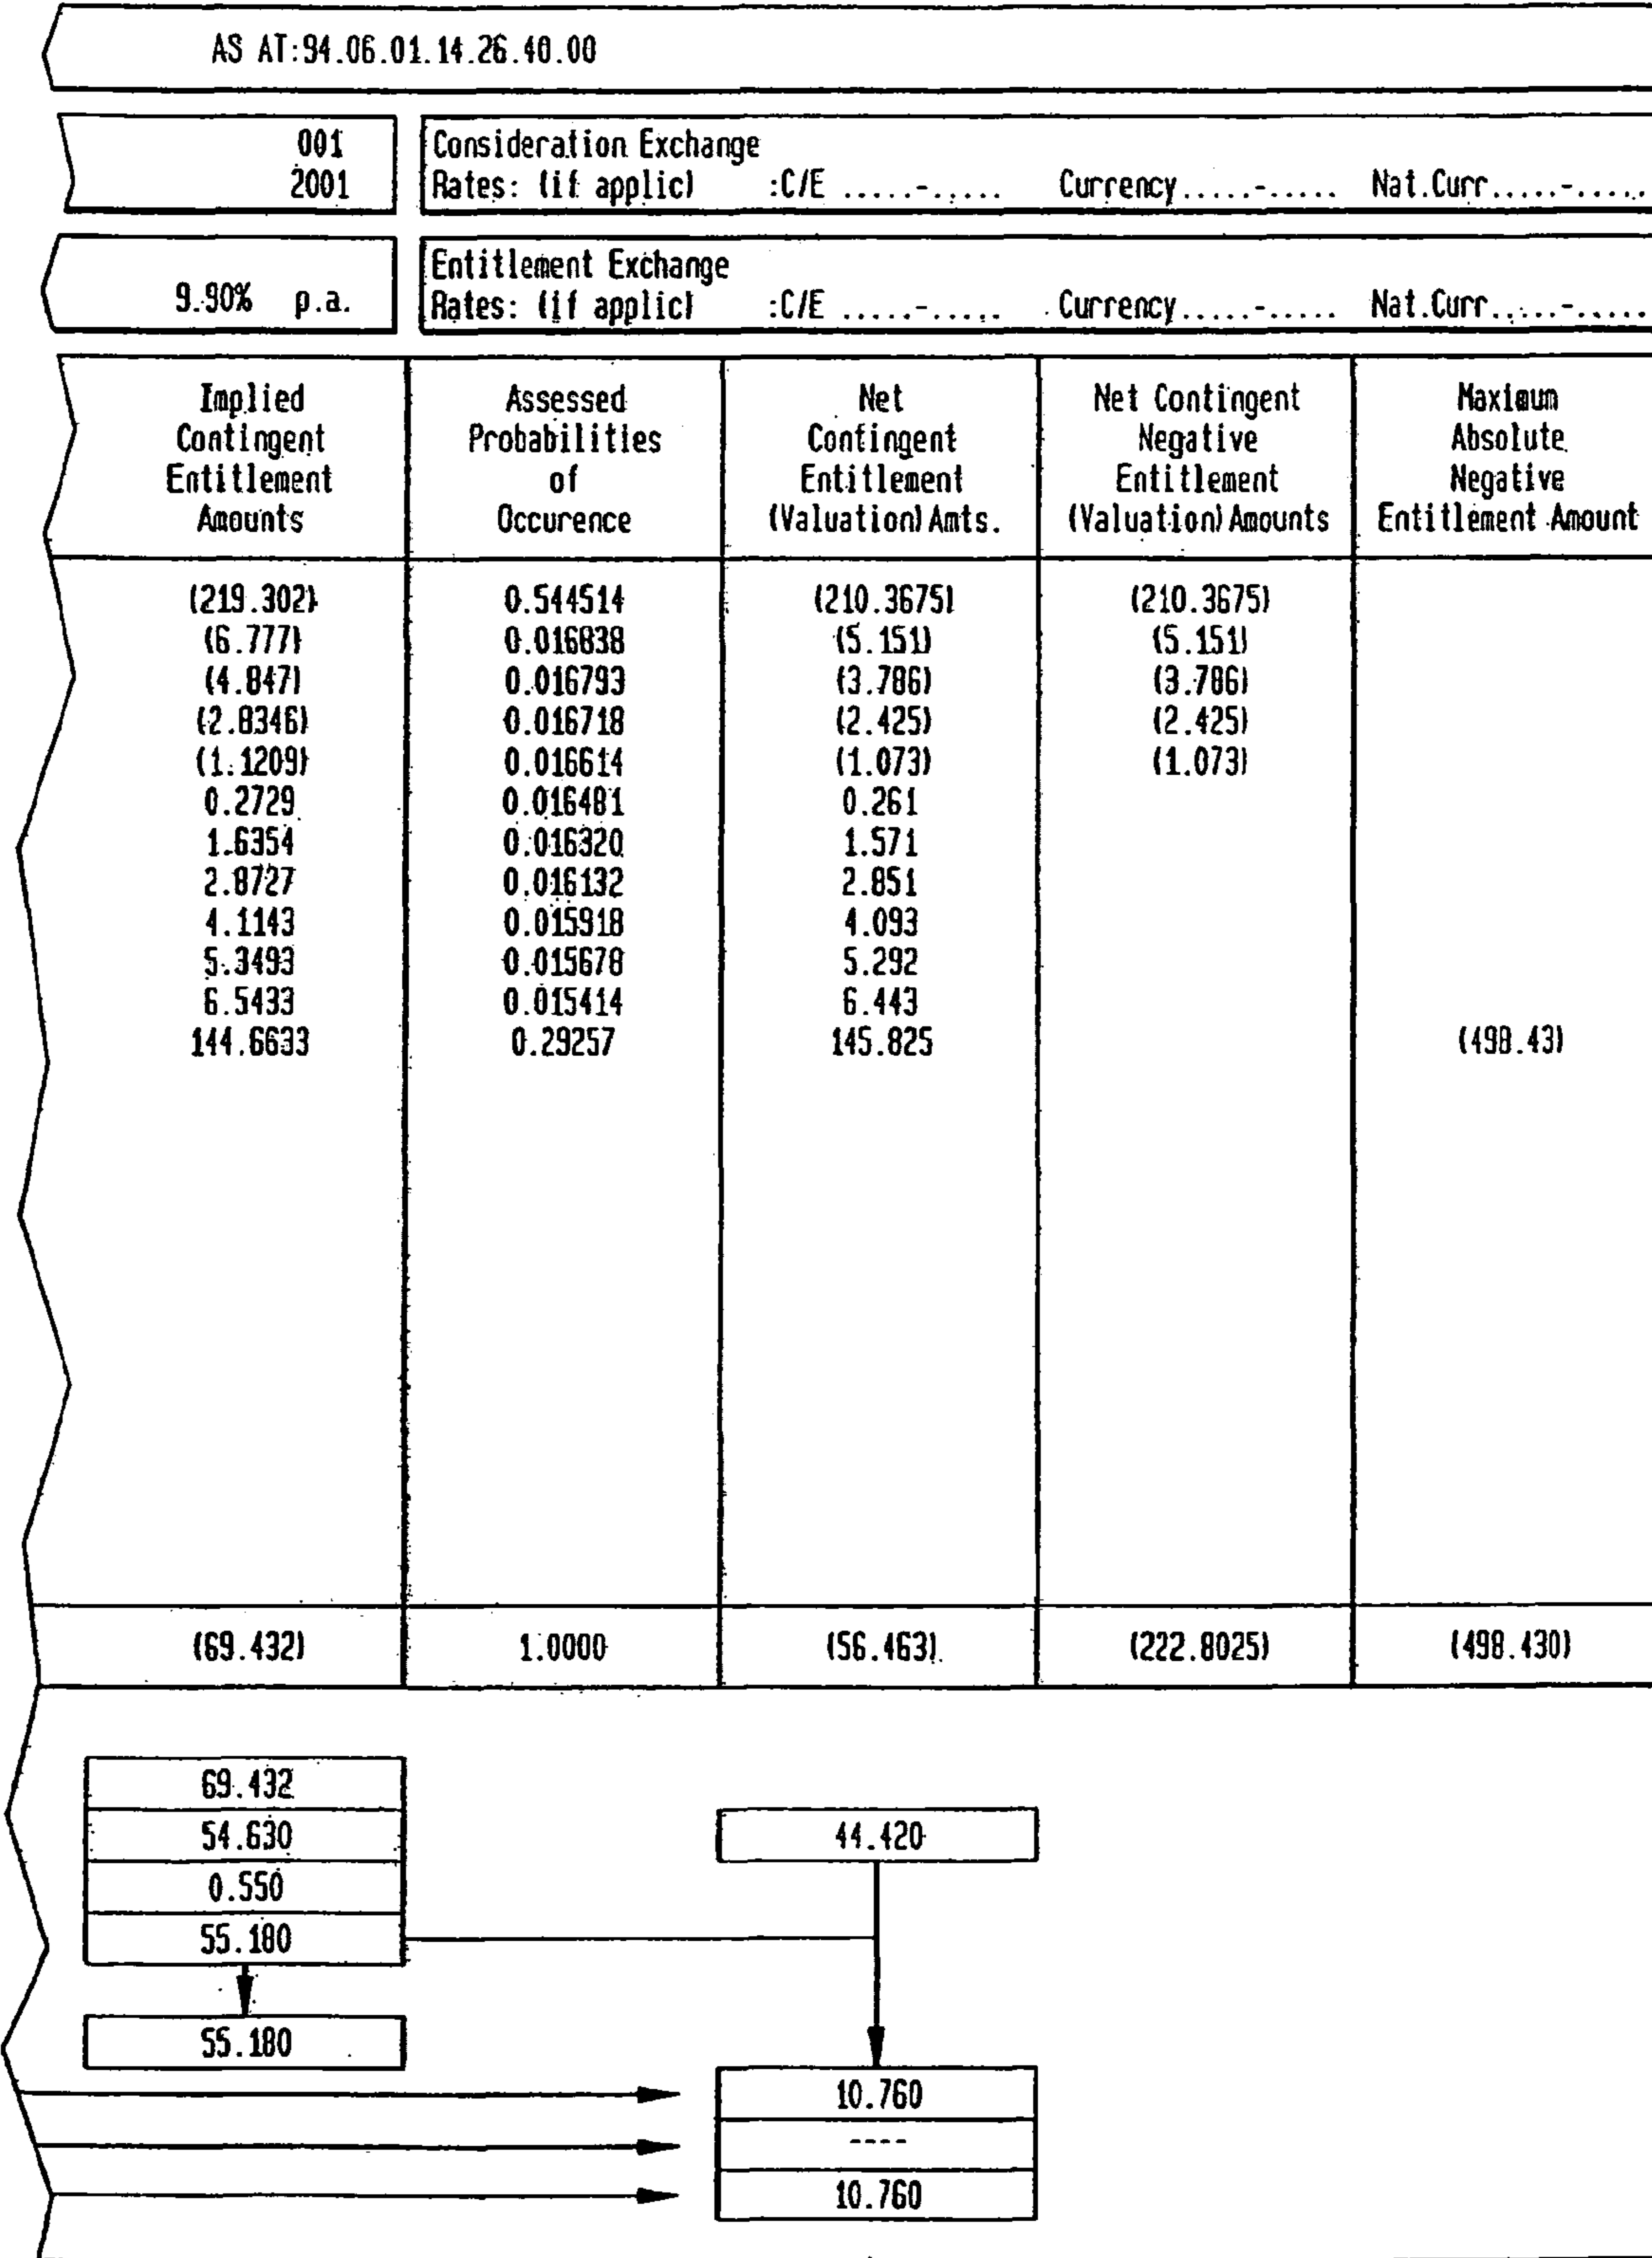 AS AT:94.06.01.14.26.40.00
001
2001
Consideration Exchange
Rates: (if applic) :C/E .....-..... Currency.....-..... Nat.Curr.....-.....
9.90% p.a.
Entitlement Exchange
Rates: (if applic) :C/E .....-..... Currency.....-..... Nat.Curr.....-.....
Implied Contingent Entitlement Amounts
Assessed Probabilities of Occurence
Net Contingent Entitlement (Valuation) Amts.
Net Contingent Negative Entitlement (Valuation) Amounts
Maximum Absolute Negative Entitlement Amount
(219.302) 0.544514 (210.3675) (210.3675)
(6.777) 0.016838 (5.151) (5.151)
(4.847) 0.016793 (3.786) (3.786)
(2.8346) 0.016718 (2.425) (2.425)
(1.1209) 0.016614 (1.073) (1.073)
0.2729 0.016481 0.261
1.6354 0.016320 1.571
2.8727 0.016132 2.851
4.1143 0.015918 4.093
5.3493 0.015678 5.292
6.5433 0.015414 6.443
144.6633 0.29257 145.825 (498.43)
(69.432) 1.0000 (56.463) (222.8025) (498.430)
69.432
54.630 44.420
0.550
55.180
55.180
10.760
----
10.760